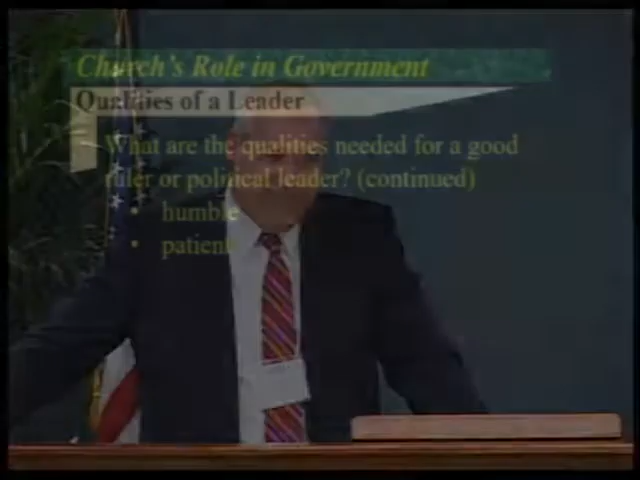 Church's Role in Government
Qualities of a Leader
What are the qualities needed for a good
ruler or political leader? (continued)
• humble
• patient